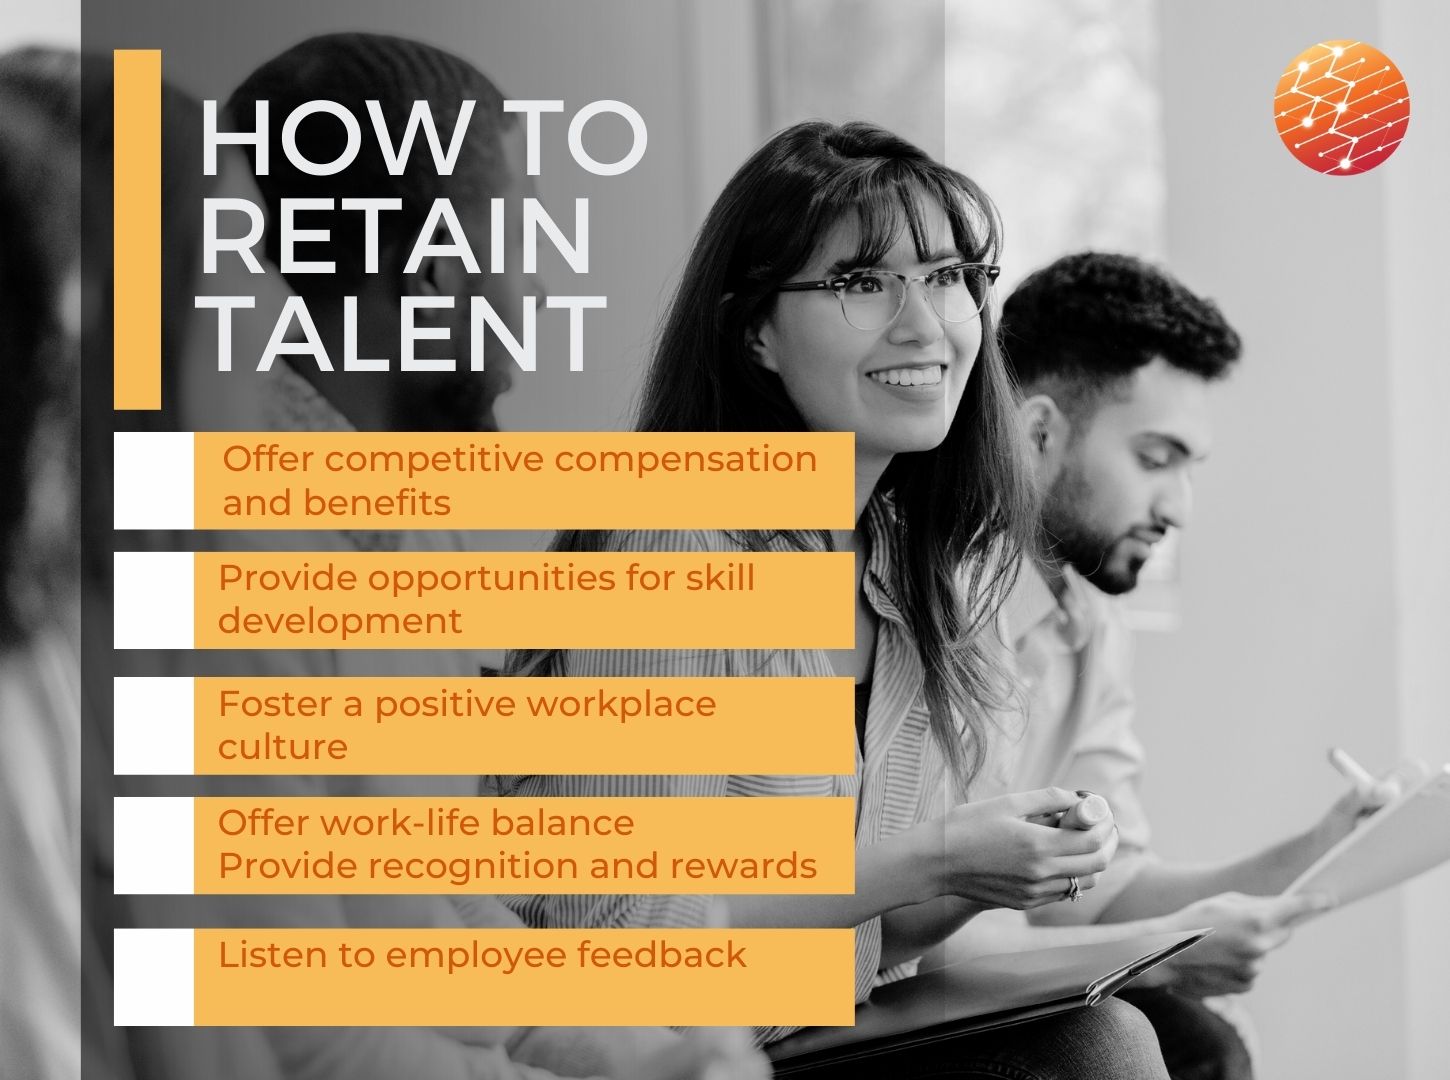 HOW TO
RETAIN
TALENT
Offer competitive compensation
and benefits
Provide opportunities for skill
development
Foster a positive workplace
culture
Offer work-life balance
Provide recognition and rewards
Listen to employee feedback